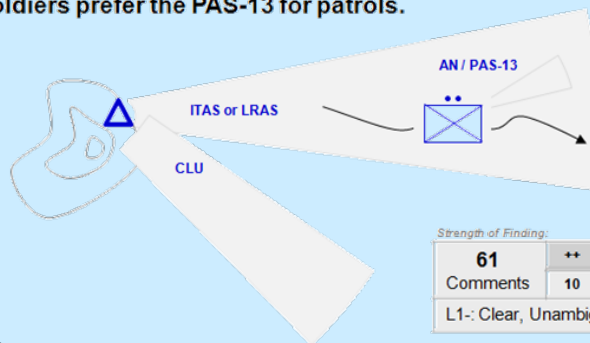 oldiers prefer the PAS-13 for patrols.
AN / PAS-13
ITAS or LRAS
CLU
Strength of Finding:
61 ++
Comments 10
L1-: Clear, Unambi